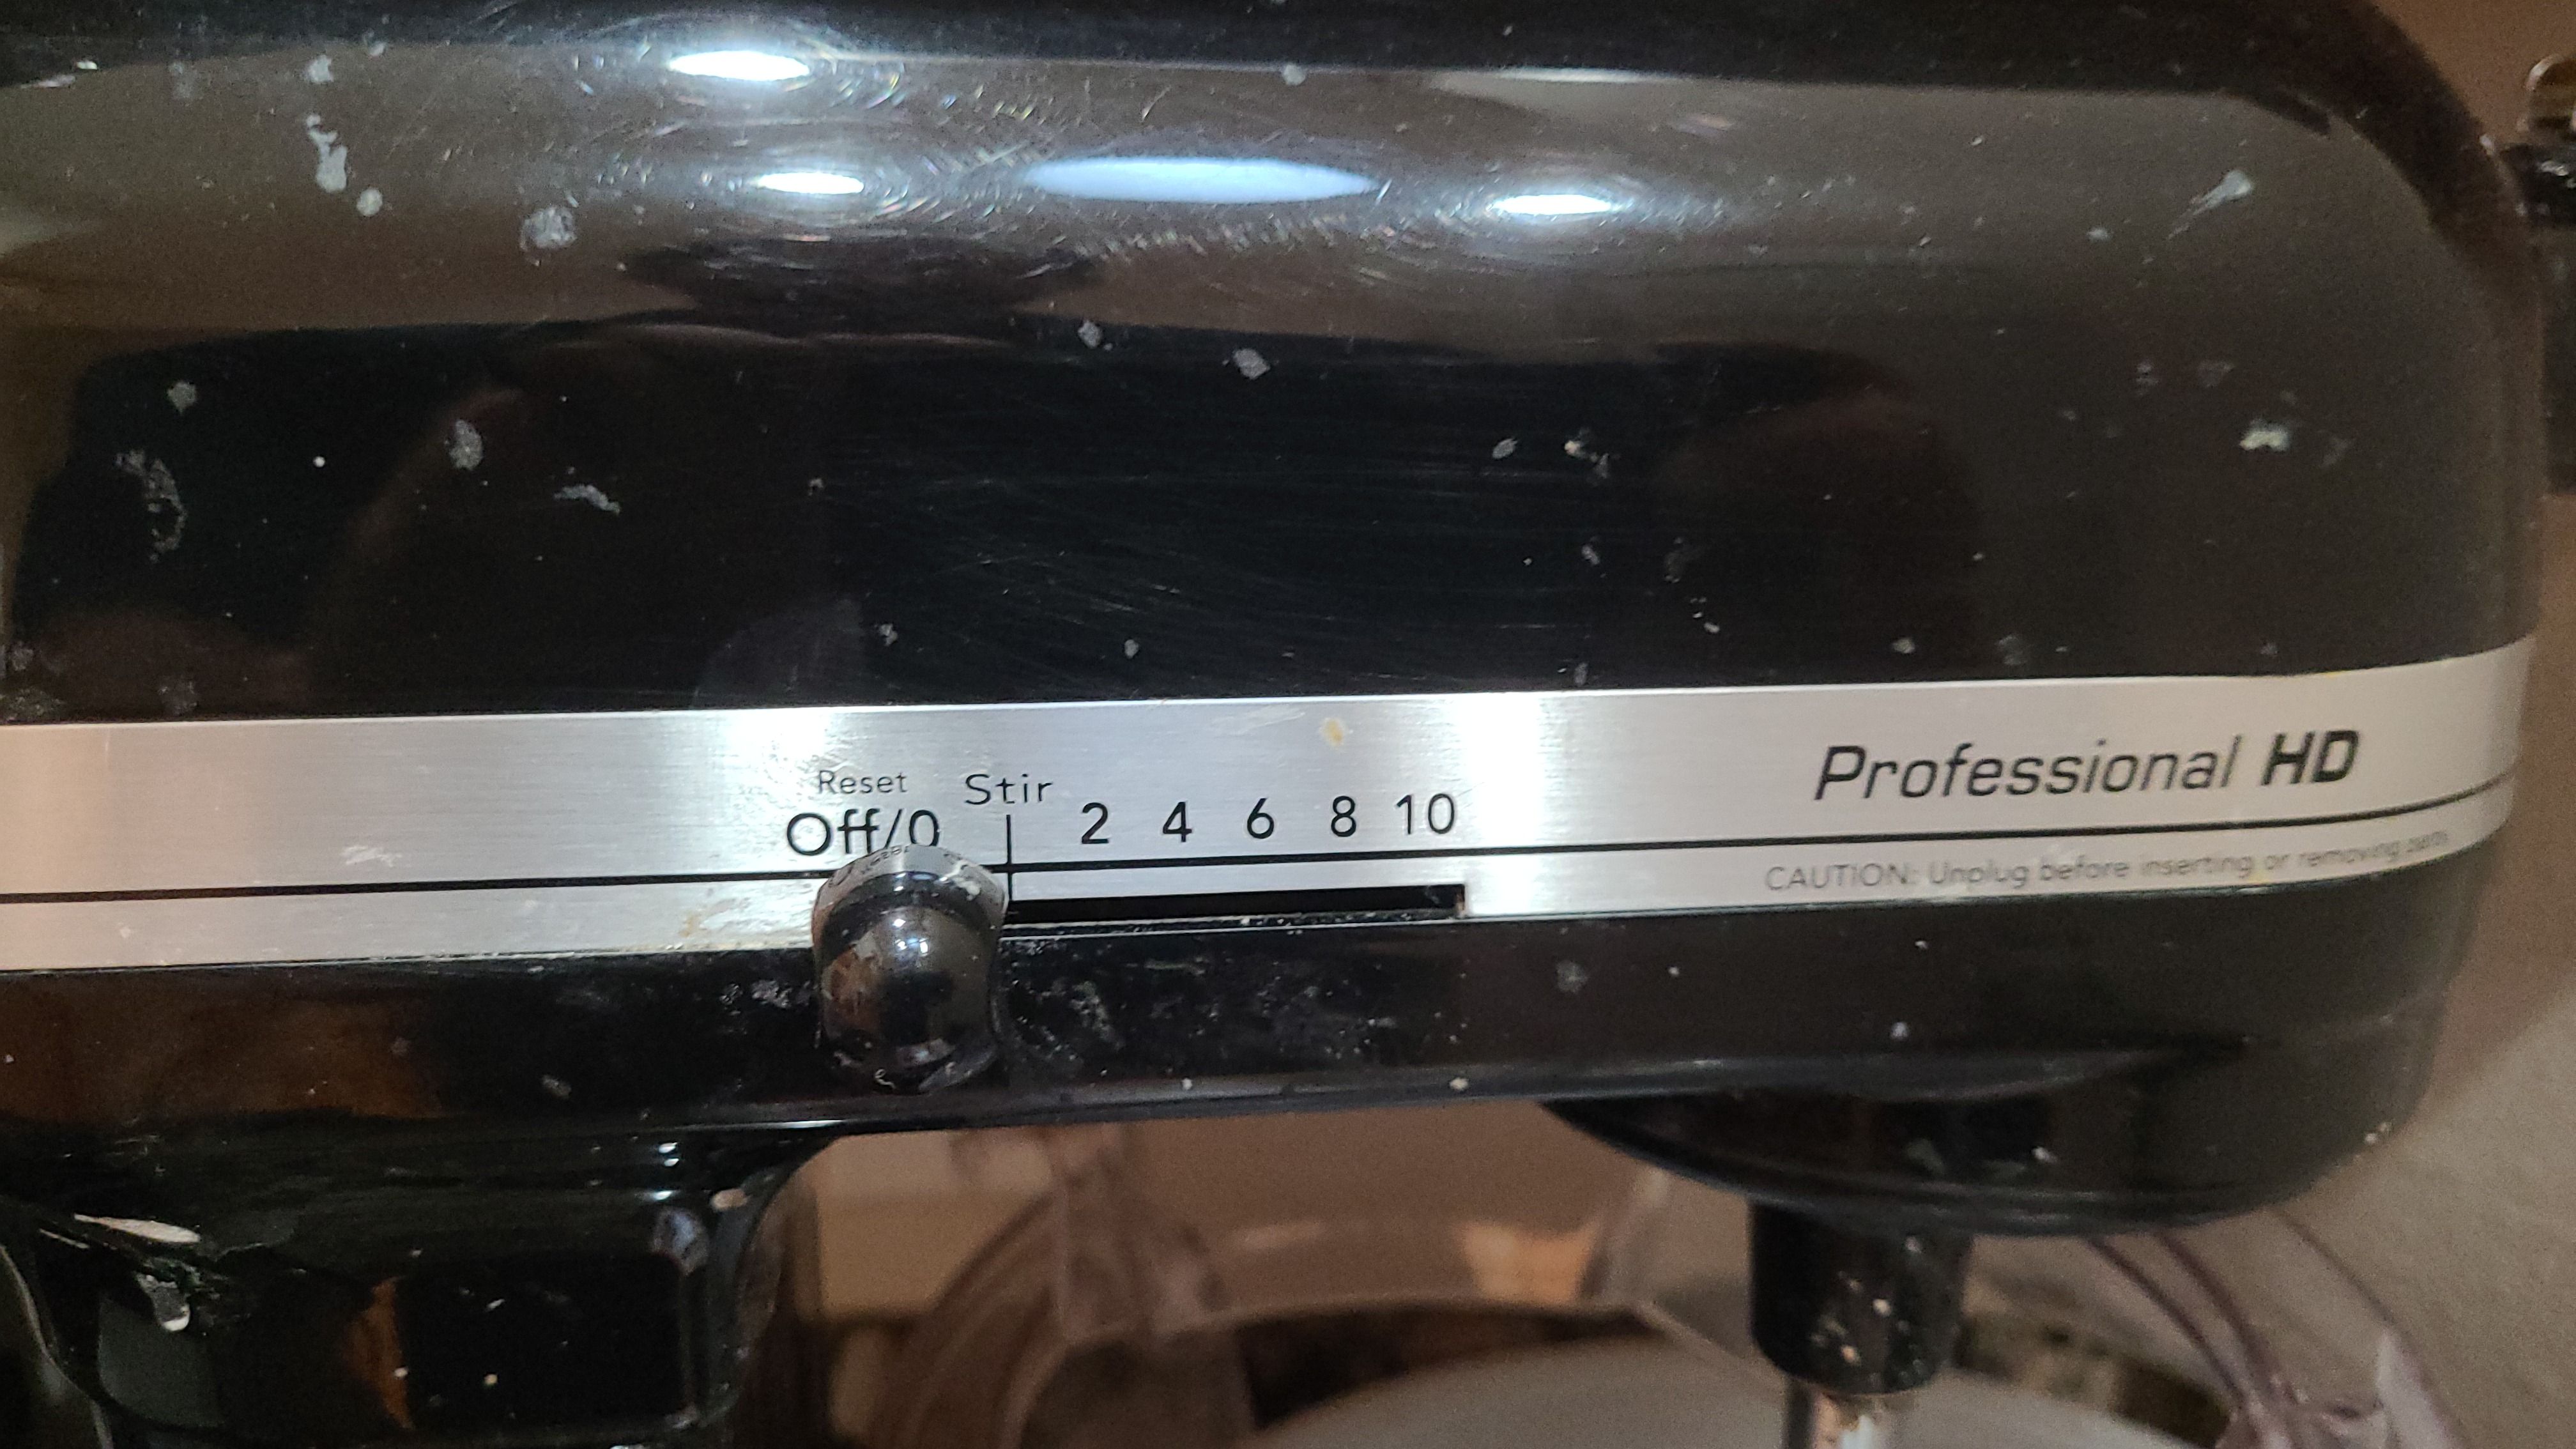 Reset Stir
Off/0 2 4 6 8 10
Professional HD
CAUTION: Unplug before inserting or removing parts